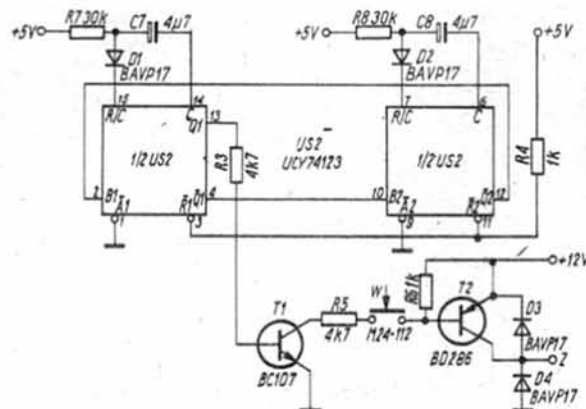 R7 30k
C7 4µ7
R8 30k
C8 4µ7
+5V
+5V
+5V
D1
BAVP17
D2
BAVP17
15
14
7
6
R/C
C
R/C
C
13
Q1
1/2 US2
R3
4k7
US2
UCY74123
1/2 US2
R4
1k
2
B1
A1
R1
Q1
4
10
B2
A2
R2
12
1
3
9
11
+12V
R6 1k
T1
R5
4k7
W
M24-112
T2
D3
BAVP17
2
BC107
BD286
D4
BAVP17